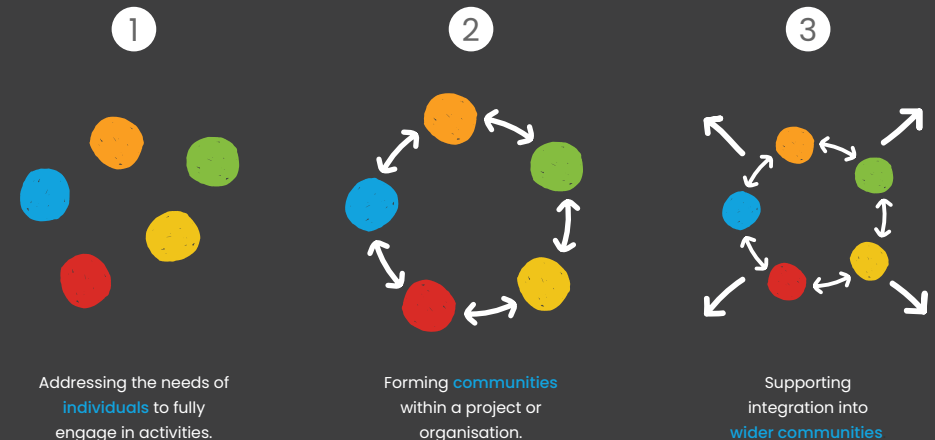 1
2
3
Addressing the needs of
individuals to fully
engage in activities.
Forming communities
within a project or
organisation.
Supporting
integration into
wider communities